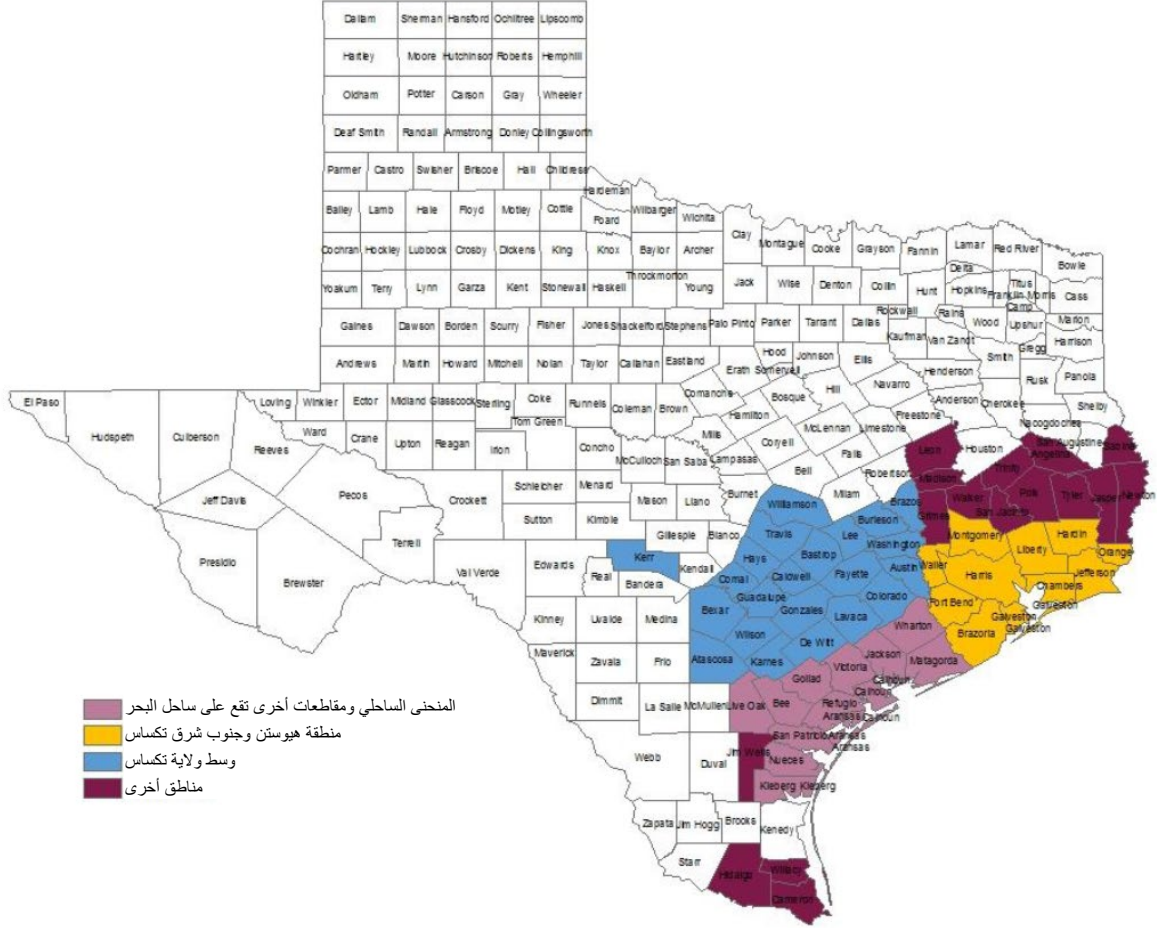 Dallam Sherman Hansford Ochiltree Lipscomb
Hartley Moore Hutchinson Roberts Hemphill
Oldham Potter Carson Gray Wheeler
Deaf Smith Randall Armstrong Donley Collingsworth
Parmer Castro Swisher Briscoe Hall Childress
Hardeman
Bailey Lamb Hale Floyd Motley Cottle Foard Wilbarger Wichita
Clay Montague Cooke Grayson Fannin Lamar Red River Bowie
Cochran Hockley Lubbock Crosby Dickens King Knox Baylor Archer
Delta
Throckmorton
Yoakum Terry Lynn Garza Kent Stonewall Haskell Young Jack Wise Denton Collin Hunt Hopkins Franklin Titus Morris Cass
Camp
Rockwall Rains
Gaines Dawson Borden Scurry Fisher Jones Shackelford Stephens Palo Pinto Parker Tarrant Dallas Kaufman Van Zandt Wood Upshur Marion
Gregg Harrison
Andrews Martin Howard Mitchell Nolan Taylor Callahan Eastland Erath Hood Somervell Johnson Ellis Henderson Smith Rusk Panola
El Paso Hudspeth Culberson Reeves Loving Winkler Ector Midland Glasscock Sterling Coke Runnels Coleman Brown Comanche Hamilton Bosque Hill Navarro Anderson Cherokee Shelby
Tom Green
Ward Crane Upton Reagan Irion Concho McCulloch San Saba Mills Lampasas Coryell McLennan Limestone Freestone Nacogdoches
San Augustine Sabine
Leon Houston Angelina
Falls Bell Robertson Madison Trinity
Jeff Davis Pecos Crockett Schleicher Menard Mason Llano Burnet Milam Williamson Brazos Grimes Walker San Jacinto Polk Tyler Jasper Newton
Sutton Kimble Gillespie Blanco Travis Lee Burleson Washington Montgomer Liberty Hardin Orange
Presidio Brewster Terrell Val Verde Edwards Real Kerr Bandera Kendall Hays Bastrop Comal Caldwell Fayette Austin Waller Harris Chambers Jefferson
Galveston
Kinney Uvalde Medina Bexar Guadalupe Gonzales Lavaca Colorado Fort Bend Galveston
Galveston
Wharton Brazoria
Maverick Zavala Frio Atascosa Wilson Karnes De Witt Jackson Matagorda
Victoria Calhoun
Dimmit La Salle McMullen Live Oak Bee Goliad Refugio Calhoun
Aransas Calhoun
San Patricio Aransas
Aransas
Webb Duval Jim Wells Nueces
Kleberg Kleberg
Zapata Jim Hogg Brooks Kenedy
Starr Hidalgo Willacy
Cameron
المنحنى الساحلي ومقاطعات أخرى تقع على ساحل البحر
منطقة هيوستن وجنوب شرق تكساس
وسط ولاية تكساس
مناطق أخرى